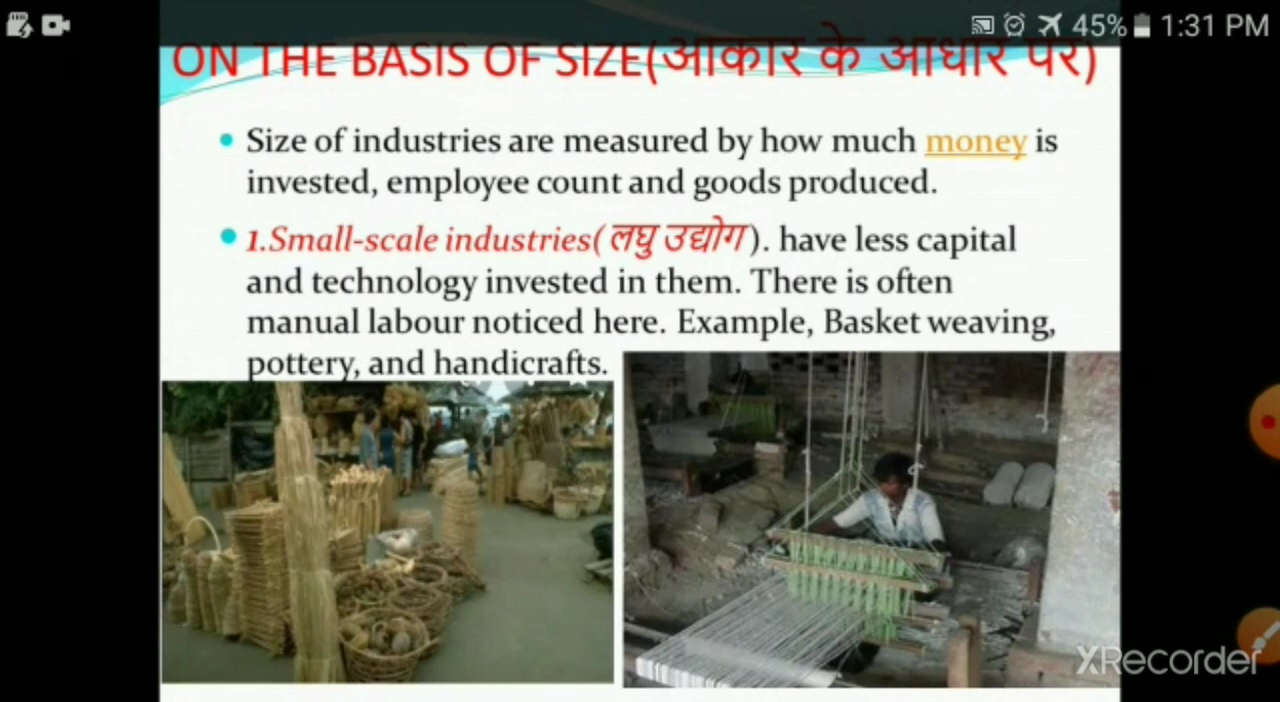 45% 1:31 PM
ON THE BASIS OF SIZE(आकार के आधार पर)
Size of industries are measured by how much money is
invested, employee count and goods produced.
1.Small-scale industries( लघु उद्योग ). have less capital
and technology invested in them. There is often
manual labour noticed here. Example, Basket weaving,
pottery, and handicrafts.
XRecorder